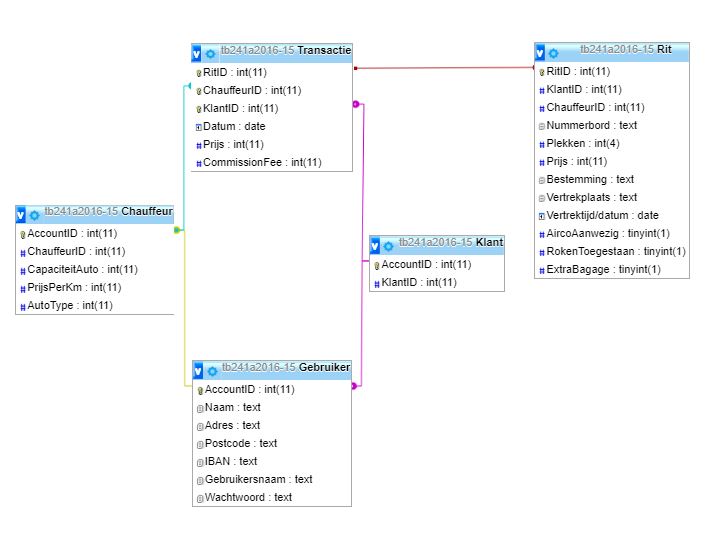 tb241a2016-15 Transactie
RitID : int(11)
ChauffeurID : int(11)
KlantID : int(11)
Datum : date
Prijs : int(11)
CommissionFee : int(11)
tb241a2016-15 Rit
RitID : int(11)
KlantID : int(11)
ChauffeurID : int(11)
Nummerbord : text
Plekken : int(4)
Prijs : int(11)
Bestemming : text
Vertrekplaats : text
Vertrektijd/datum : date
AircoAanwezig : tinyint(1)
RokenToegestaan : tinyint(1)
ExtraBagage : tinyint(1)
tb241a2016-15 Chauffeur
AccountID : int(11)
ChauffeurID : int(11)
CapaciteitAuto : int(11)
PrijsPerKm : int(11)
AutoType : int(11)
tb241a2016-15 Klant
AccountID : int(11)
KlantID : int(11)
tb241a2016-15 Gebruiker
AccountID : int(11)
Naam : text
Adres : text
Postcode : text
IBAN : text
Gebruikersnaam : text
Wachtwoord : text